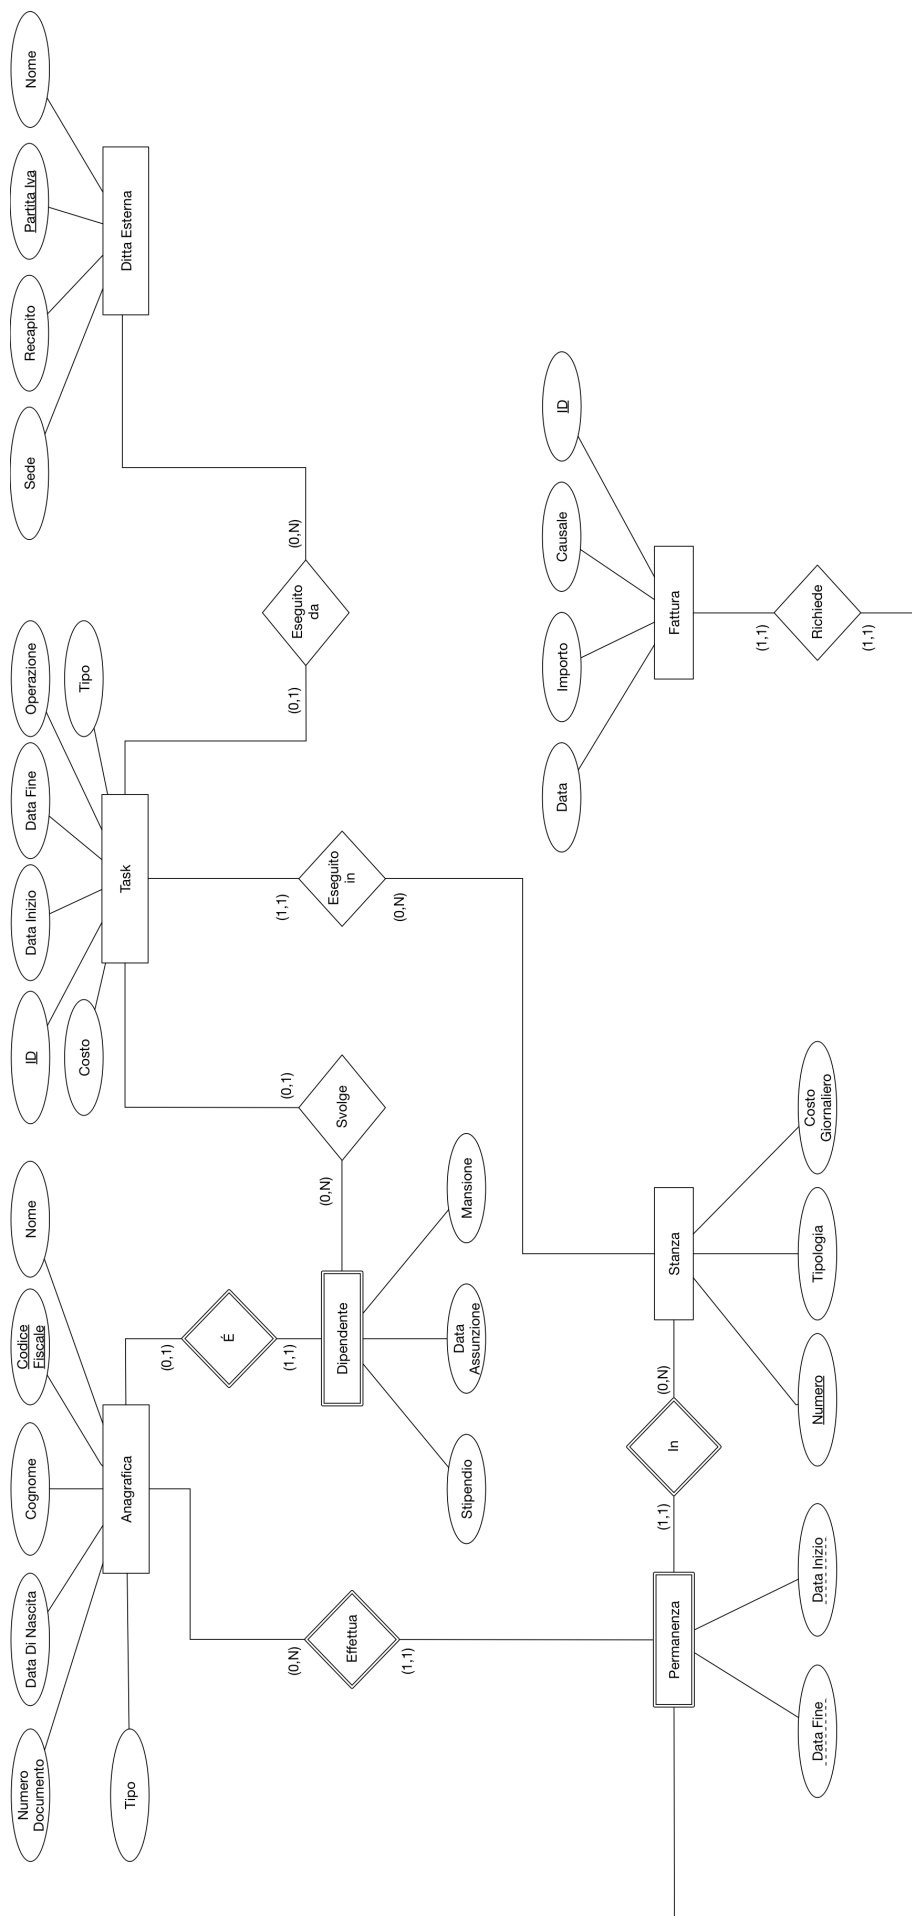 Numero
Documento
Data Di Nascita
Cognome
Codice
Fiscale
Nome
Tipo
Anagrafica
ID
Data Inizio
Data Fine
Operazione
Costo
Tipo
Task
Sede
Recapito
Partita Iva
Nome
Ditta Esterna
(0,1)
É
(1,1)
(0,N)
Effettua
(1,1)
Dipendente
Stipendio
Data
Assunzione
Mansione
(0,N)
Svolge
(0,1)
(1,1)
Eseguito
in
(0,N)
(0,1)
Eseguito
da
(0,N)
Permanenza
Data Fine
Data Inizio
(1,1)
In
(0,N)
Stanza
Numero
Tipologia
Costo
Giornaliero
Data
Importo
Causale
ID
Fattura
(1,1)
Richiede
(1,1)